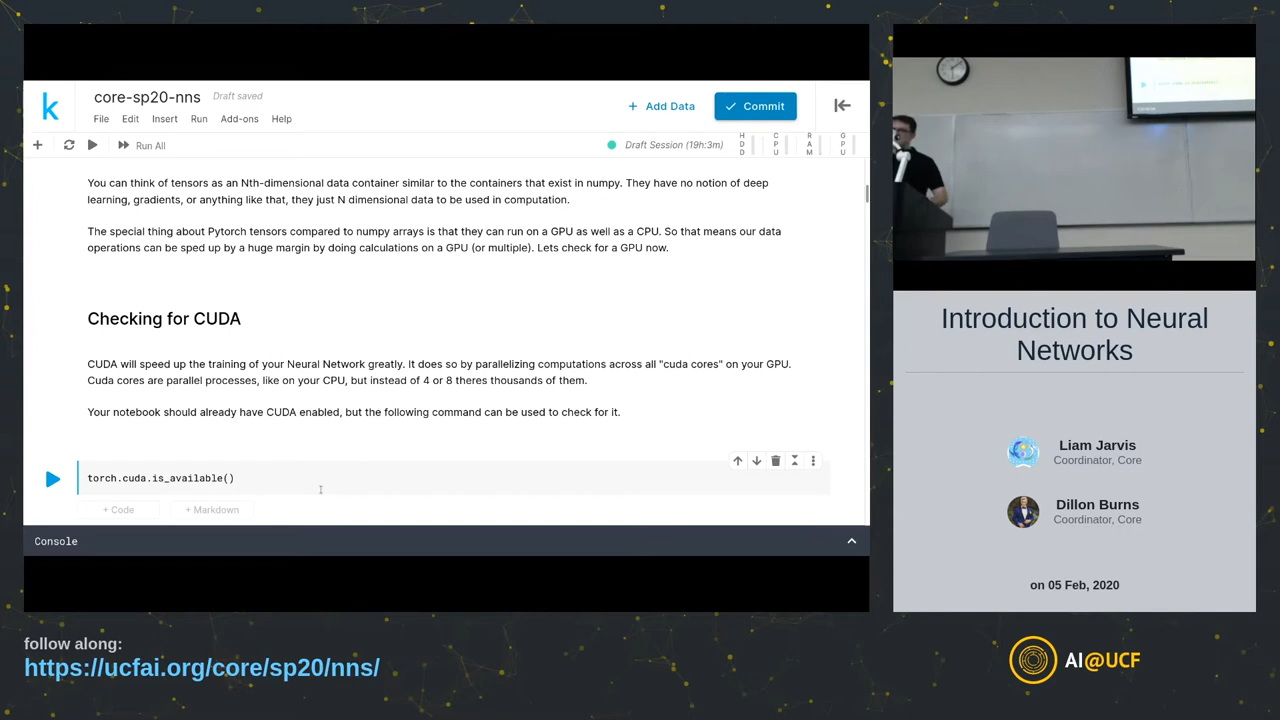 core-sp20-nns
Draft saved
File Edit Insert Run Add-ons Help
+ Add Data
Commit
Run All
Draft Session (19h:3m)
HDD CPU RAM GPU
You can think of tensors as an Nth-dimensional data container similar to the containers that exist in numpy. They have no notion of deep
learning, gradients, or anything like that, they just N dimensional data to be used in computation.
The special thing about Pytorch tensors compared to numpy arrays is that they can run on a GPU as well as a CPU. So that means our data
operations can be sped up by a huge margin by doing calculations on a GPU (or multiple). Lets check for a GPU now.
Checking for CUDA
CUDA will speed up the training of your Neural Network greatly. It does so by parallelizing computations across all "cuda cores" on your GPU.
Cuda cores are parallel processes, like on your CPU, but instead of 4 or 8 theres thousands of them.
Your notebook should already have CUDA enabled, but the following command can be used to check for it.
torch.cuda.is_available()
+ Code + Markdown
Console
Introduction to Neural
Networks
Liam Jarvis
Coordinator, Core
Dillon Burns
Coordinator, Core
on 05 Feb, 2020
follow along:
https://ucfai.org/core/sp20/nns/
AI@UCF